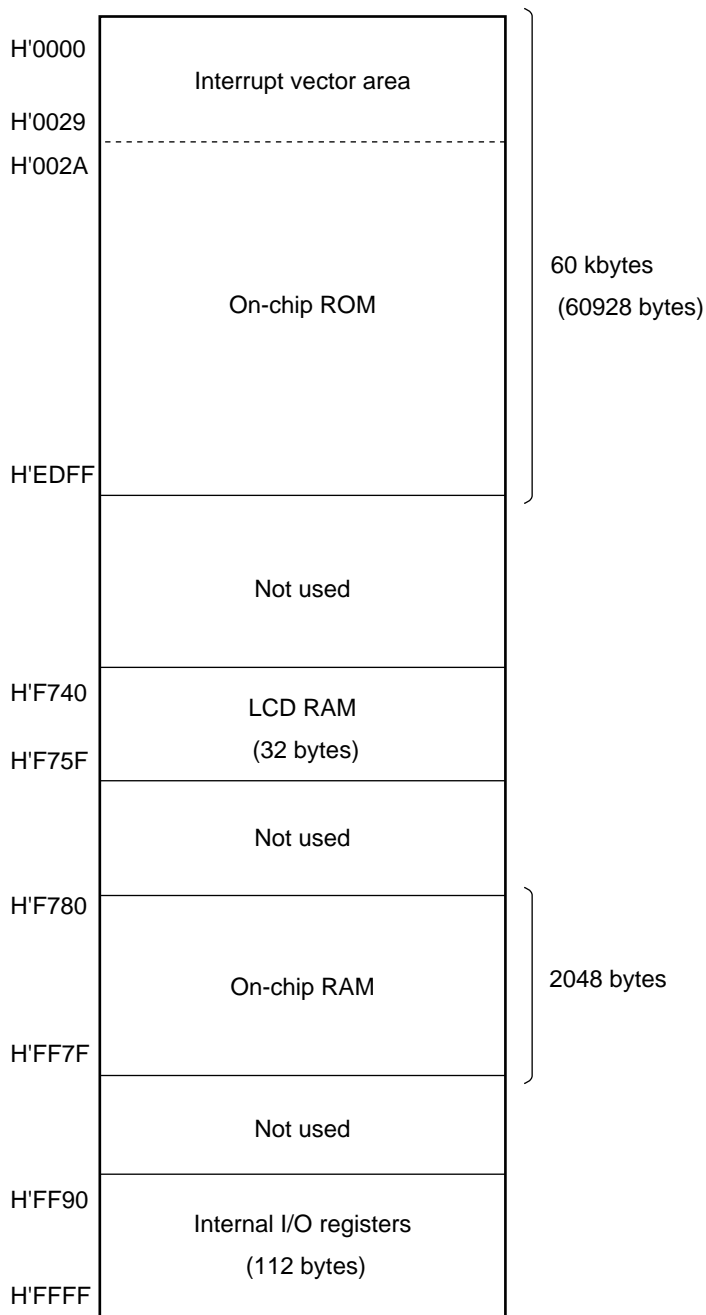 H'0000
Interrupt vector area
H'0029
H'002A
On-chip ROM
60 kbytes
(60928 bytes)
H'EDFF
Not used
H'F740
LCD RAM
(32 bytes)
H'F75F
Not used
H'F780
On-chip RAM
2048 bytes
H'FF7F
Not used
H'FF90
Internal I/O registers
(112 bytes)
H'FFFF